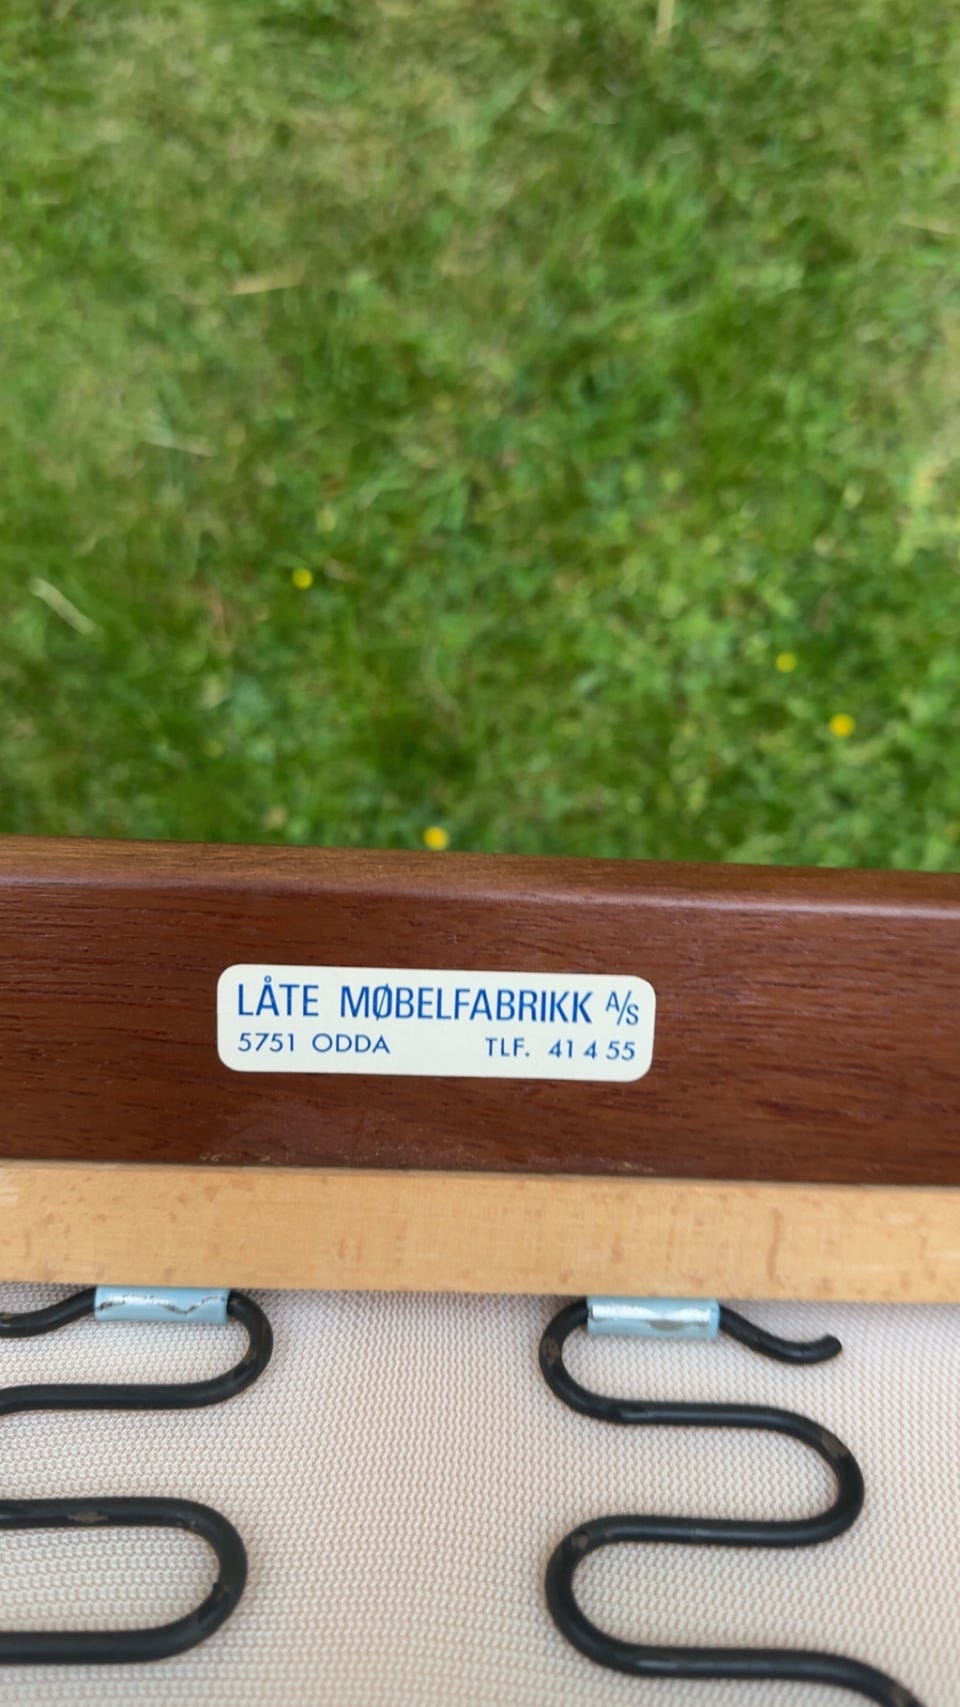 LÅTE MØBELFABRIKK A/S
5751 ODDA TLF. 41 4 55